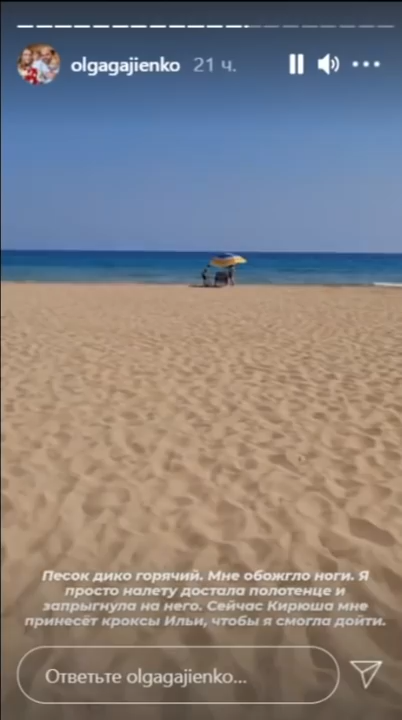 olgagajienko 21 ч.
Песок дико горячий. Мне обожгло ноги. Я
просто налету достала полотенце и
запрыгнула на него. Сейчас Кирюша мне
принесёт кроксы Ильи, чтобы я смогла дойти.
Ответьте olgagajienko...